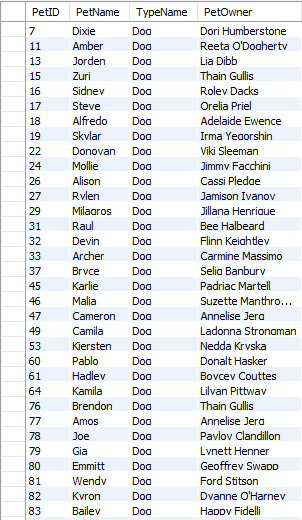 PetID PetName TypeName PetOwner
7 Dixie Dog Dori Humberstone
11 Amber Dog Reeta O'Dogherty
13 Jorden Dog Lia Dibb
15 Zuri Dog Thain Gullis
16 Sidney Dog Roley Dacks
17 Steve Dog Orelia Priel
18 Alfredo Dog Adelaide Ewence
19 Skylar Dog Irma Yegorshin
22 Donovan Dog Viki Sleeman
24 Mollie Dog Jimmy Facchini
26 Alison Dog Cassi Pledge
27 Rylen Dog Jamison Ivanov
29 Milagros Dog Jillana Henrique
31 Raul Dog Bee Halbeard
32 Devin Dog Flinn Keightley
33 Archer Dog Carmine Massimo
37 Bryce Dog Selig Banbury
45 Karlie Dog Padriac Martell
46 Malia Dog Suzette Manthro...
47 Cameron Dog Annelise Jerg
49 Camila Dog Ladonna Strongman
53 Kiersten Dog Nedda Kryska
60 Pablo Dog Donalt Hasker
61 Hadley Dog Boycey Couttes
64 Kamila Dog Lilyan Pittway
76 Brendon Dog Thain Gullis
77 Amos Dog Annelise Jerg
78 Joe Dog Pavlov Clandillon
79 Gia Dog Lynett Henner
80 Emmitt Dog Geoffrey Swapp
81 Wendy Dog Ford Stitson
82 Kyron Dog Dyanne O'Harney
83 Bailey Dog Happy Fidelli